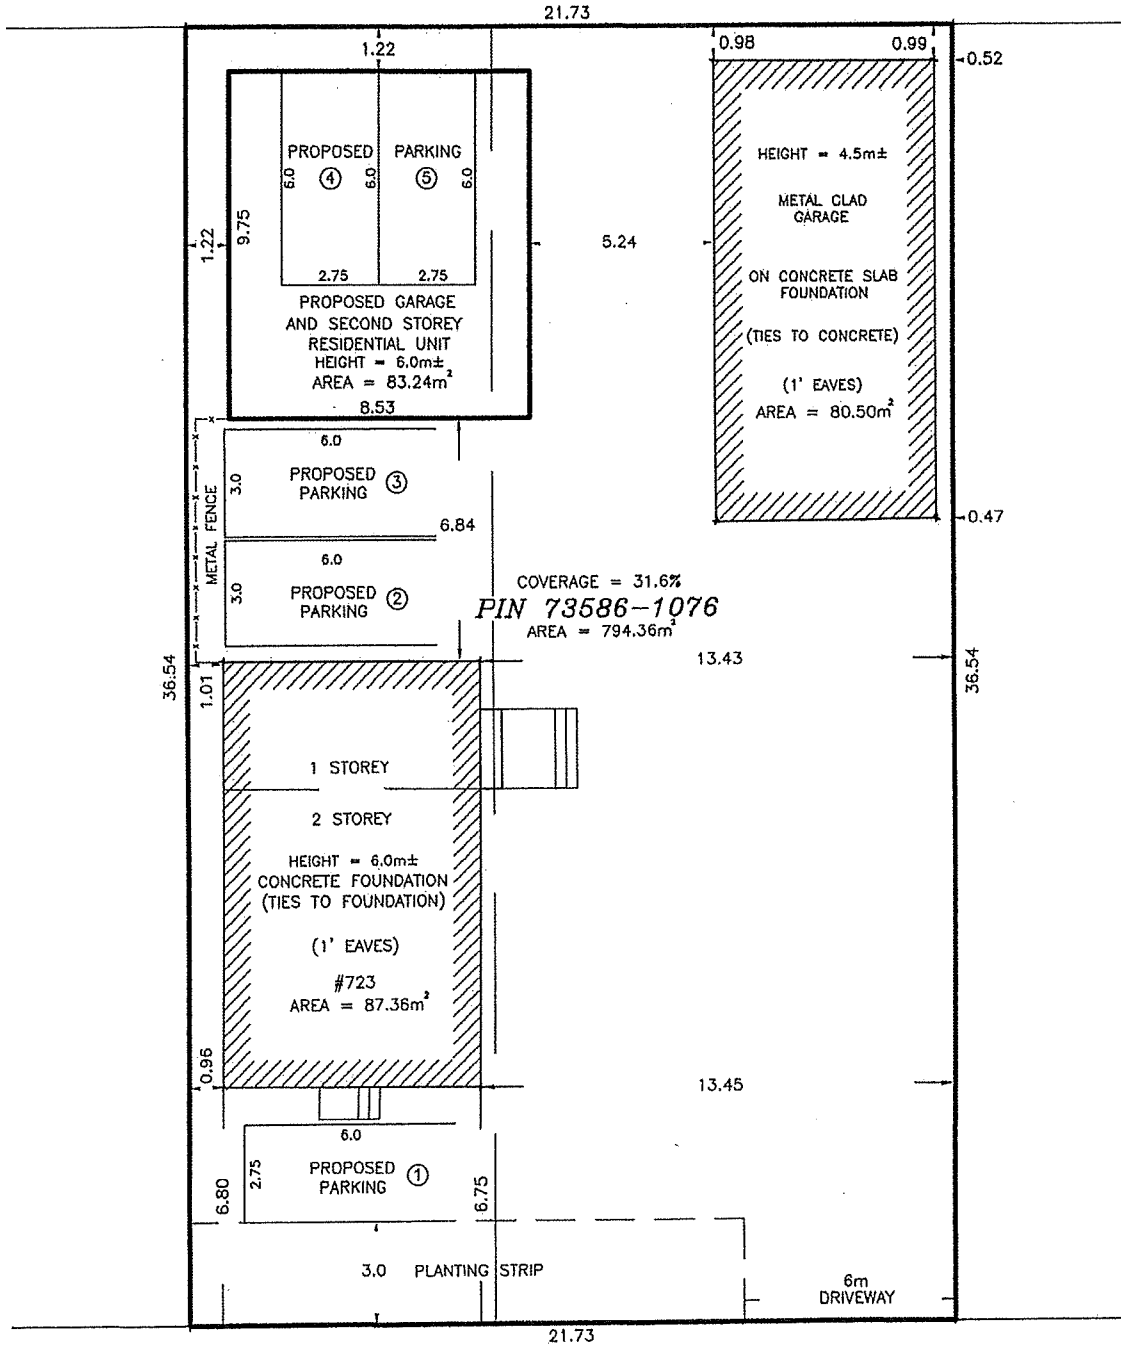 21.73
1.22
0.98
0.99
0.52
PROPOSED PARKING
④ ⑤
6.0
6.0
6.0
9.75
1.22
2.75
2.75
PROPOSED GARAGE
AND SECOND STOREY
RESIDENTIAL UNIT
HEIGHT = 6.0m±
AREA = 83.24m²
8.53
5.24
HEIGHT = 4.5m±
METAL CLAD
GARAGE
ON CONCRETE SLAB
FOUNDATION
(TIES TO CONCRETE)
(1' EAVES)
AREA = 80.50m²
0.47
6.0
3.0
PROPOSED
PARKING ③
METAL FENCE
6.84
6.0
3.0
PROPOSED
PARKING ②
COVERAGE = 31.6%
PIN 73586-1076
AREA = 794.36m²
36.54
1.01
13.43
36.54
1 STOREY
2 STOREY
HEIGHT = 6.0m±
CONCRETE FOUNDATION
(TIES TO FOUNDATION)
(1' EAVES)
#723
AREA = 87.36m²
0.96
13.45
6.0
2.75
PROPOSED
PARKING ①
6.80
6.75
3.0 PLANTING STRIP
6m
DRIVEWAY
21.73